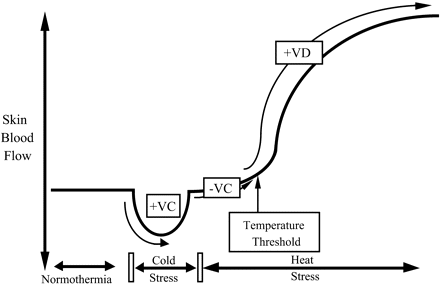 +VD
Skin
Blood
Flow
-VC
+VC
Temperature
Threshold
Cold
Stress
Heat
Stress
Normothermia